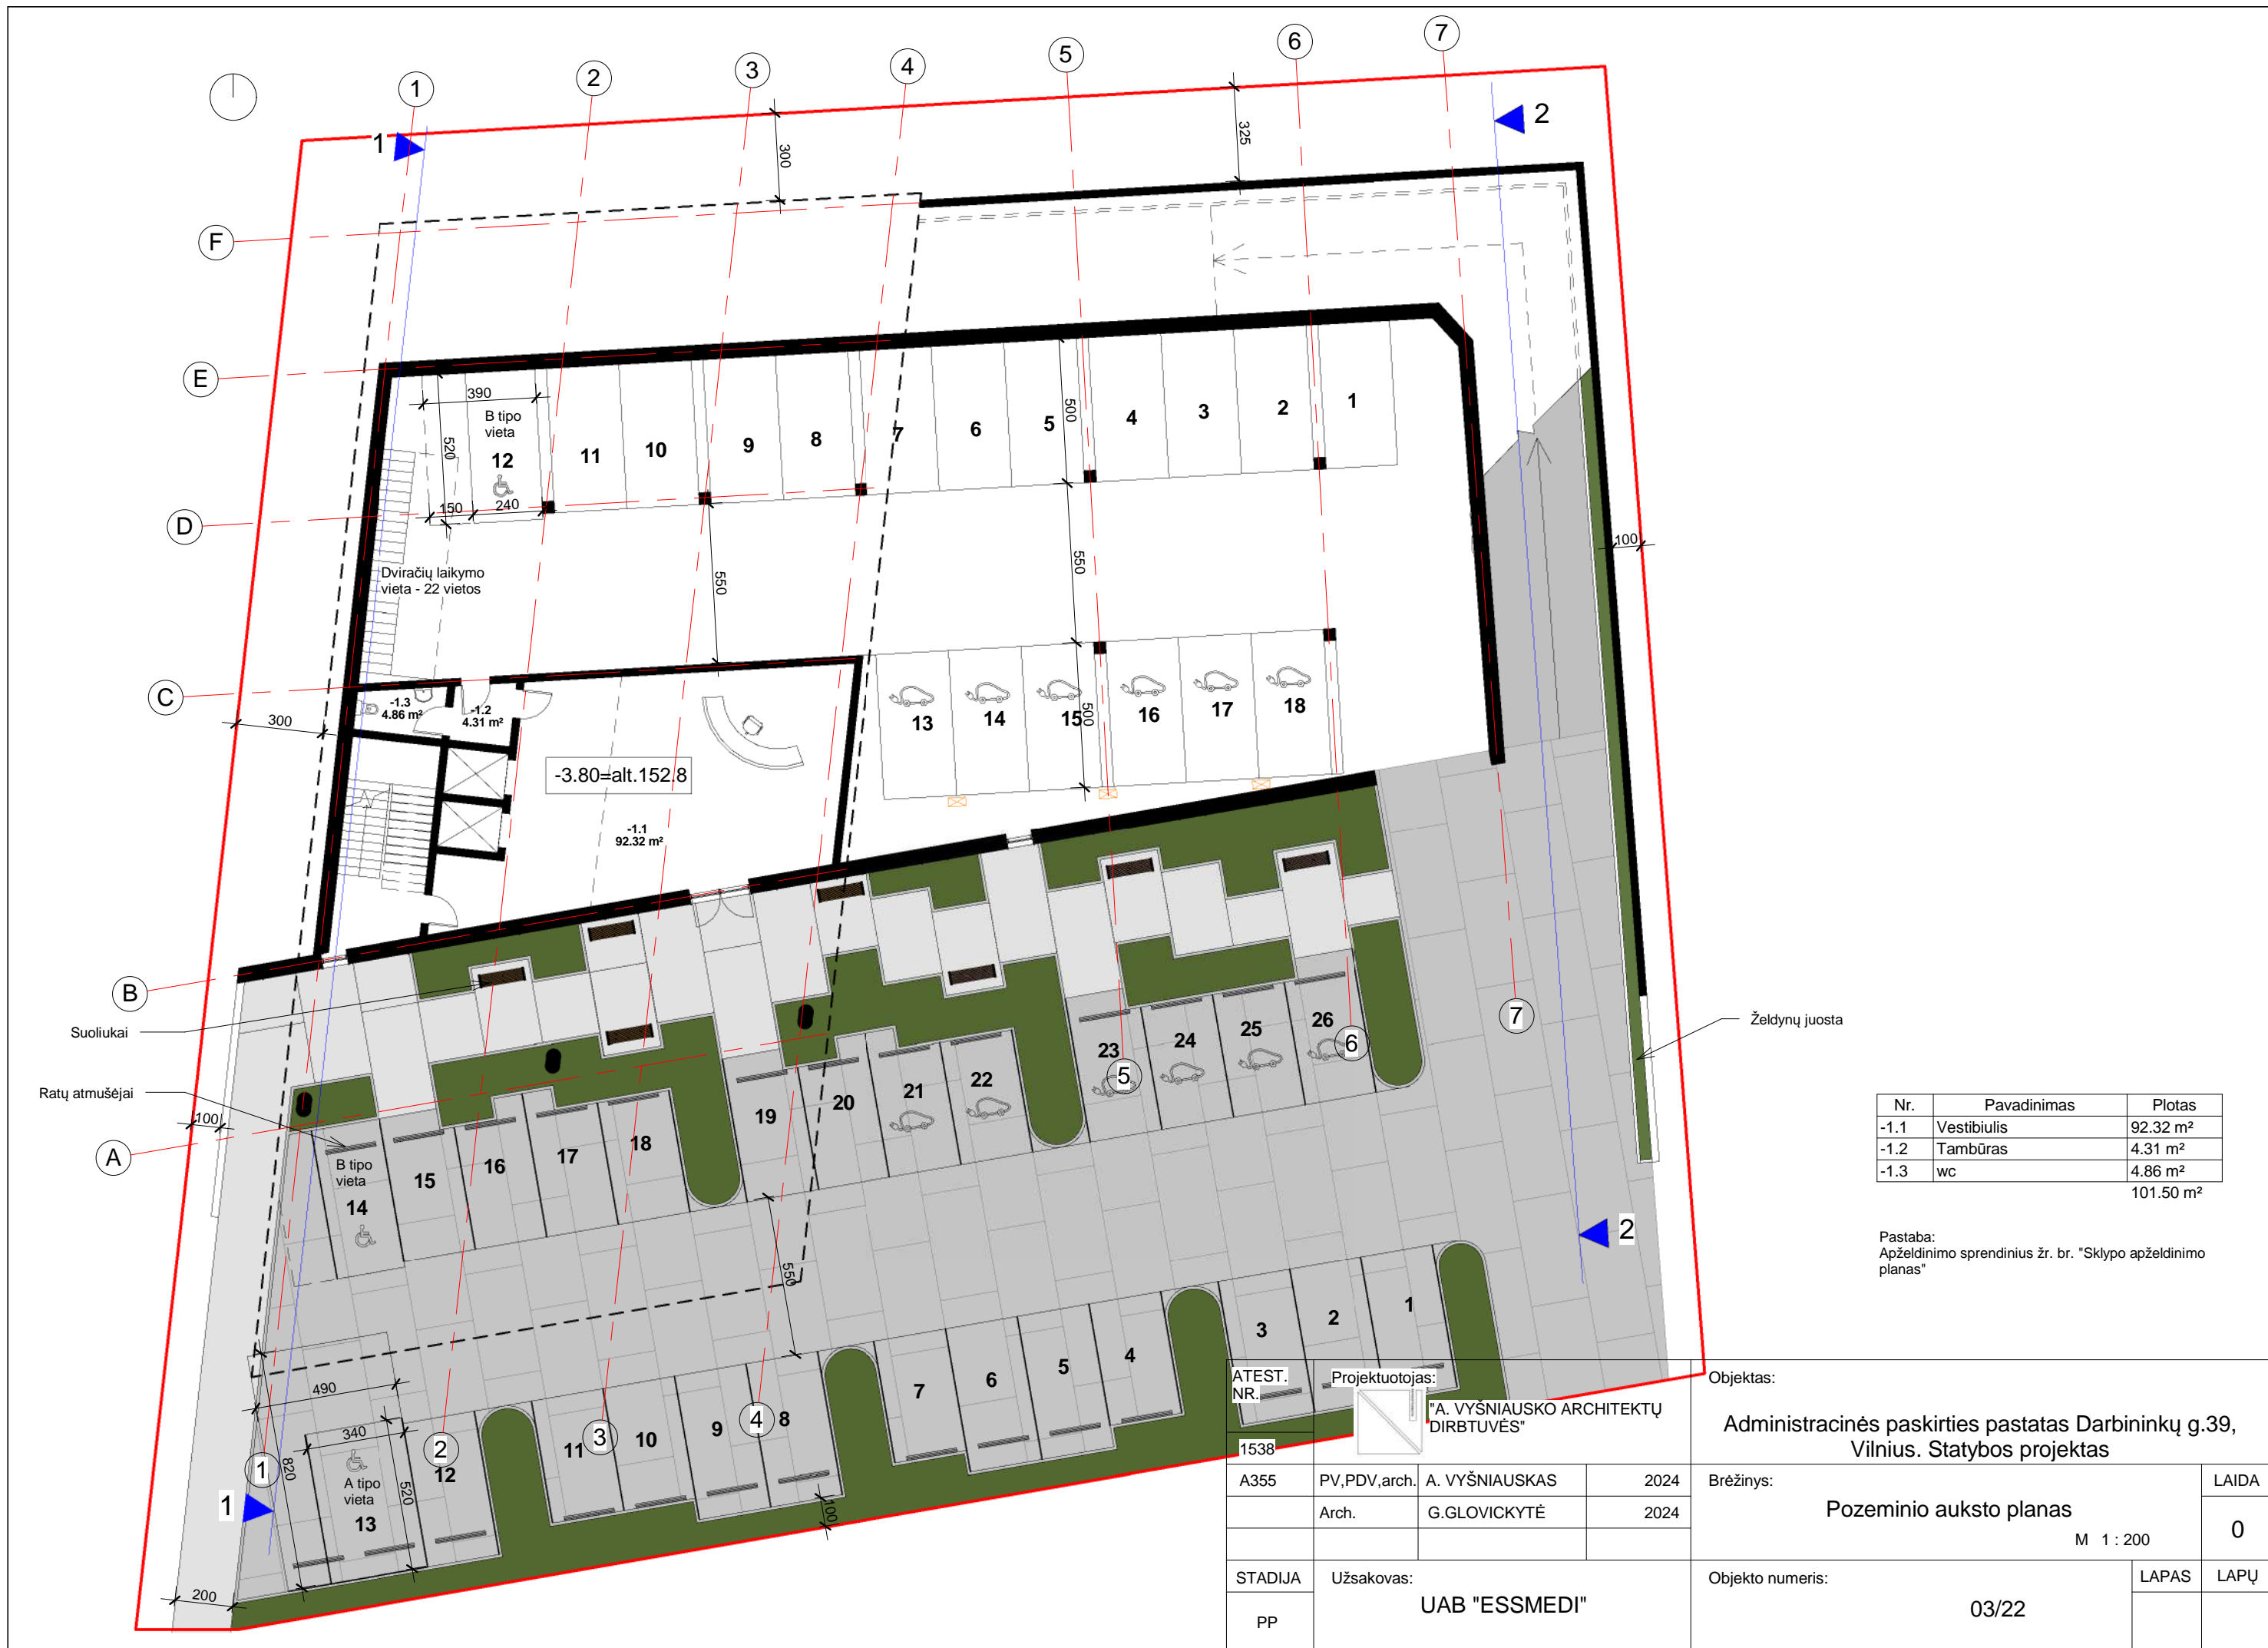 1
2
3
4
5
6
7
1
2
300
325
F
E
D
C
B
A
390
B tipo
vieta
12
520
150
240
11
10
9
8
7
6
5
500
4
3
2
1
100
550
550
Dviračių laikymo
vieta - 22 vietos
300
-1.3
4.86 m²
-1.2
4.31 m²
-3.80=alt.152.8
-1.1
92.32 m²
13
14
15
500
16
17
18
Suoliukai
Ratų atmušėjai
Želdynų juosta
100
B tipo
vieta
14
15
16
17
18
19
20
21
22
23
24
25
26
5
6
7
550
2
490
340
820
520
A tipo
vieta
13
12
11
10
9
8
7
6
5
4
3
2
1
1
2
3
4
1
200
100
Nr.	Pavadinimas	Plotas
-1.1	Vestibiulis	92.32 m²
-1.2	Tambūras	4.31 m²
-1.3	wc	4.86 m²
101.50 m²
Pastaba:
Apželdinimo sprendinius žr. br. "Sklypo apželdinimo
planas"
ATEST.
NR.
1538
Projektuotojas:
"A. VYŠNIAUSKO ARCHITEKTŲ
DIRBTUVĖS"
Objektas:
Administracinės paskirties pastatas Darbininkų g.39,
Vilnius. Statybos projektas
A355	PV,PDV,arch.	A. VYŠNIAUSKAS	2024
Arch.	G.GLOVICKYTĖ	2024
Brėžinys:
Pozeminio auksto planas
M 1 : 200
LAIDA
0
STADIJA
PP
Užsakovas:
UAB "ESSMEDI"
Objekto numeris:
03/22
LAPAS
LAPŲ